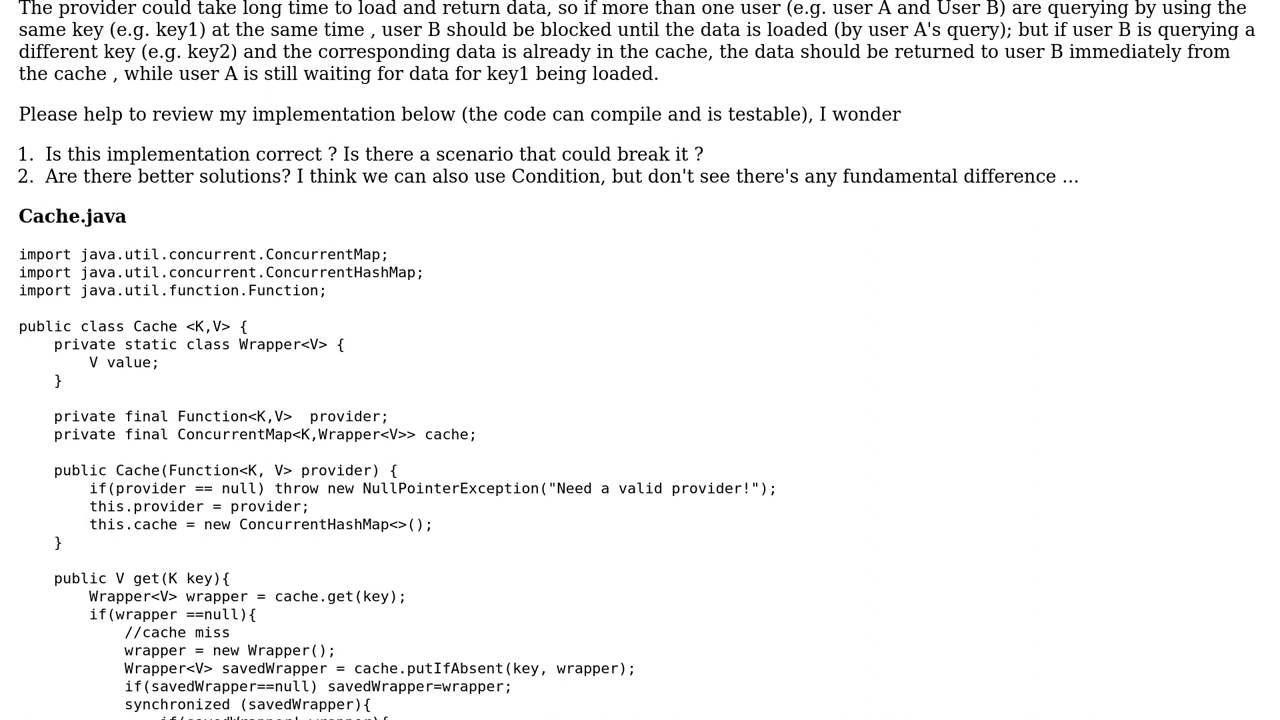 The provider could take long time to load and return data, so if more than one user (e.g. user A and User B) are querying by using the
same key (e.g. key1) at the same time , user B should be blocked until the data is loaded (by user A's query); but if user B is querying a
different key (e.g. key2) and the corresponding data is already in the cache, the data should be returned to user B immediately from
the cache , while user A is still waiting for data for key1 being loaded.
Please help to review my implementation below (the code can compile and is testable), I wonder
1. Is this implementation correct ? Is there a scenario that could break it ?
2. Are there better solutions? I think we can also use Condition, but don't see there's any fundamental difference ...
Cache.java
import java.util.concurrent.ConcurrentMap;
import java.util.concurrent.ConcurrentHashMap;
import java.util.function.Function;
public class Cache <K,V> {
    private static class Wrapper<V> {
        V value;
    }
    private final Function<K,V>  provider;
    private final ConcurrentMap<K,Wrapper<V>> cache;
    public Cache(Function<K, V> provider) {
        if(provider == null) throw new NullPointerException("Need a valid provider!");
        this.provider = provider;
        this.cache = new ConcurrentHashMap<>();
    }
    public V get(K key){
        Wrapper<V> wrapper = cache.get(key);
        if(wrapper ==null){
            //cache miss
            wrapper = new Wrapper();
            Wrapper<V> savedWrapper = cache.putIfAbsent(key, wrapper);
            if(savedWrapper==null) savedWrapper=wrapper;
            synchronized (savedWrapper){